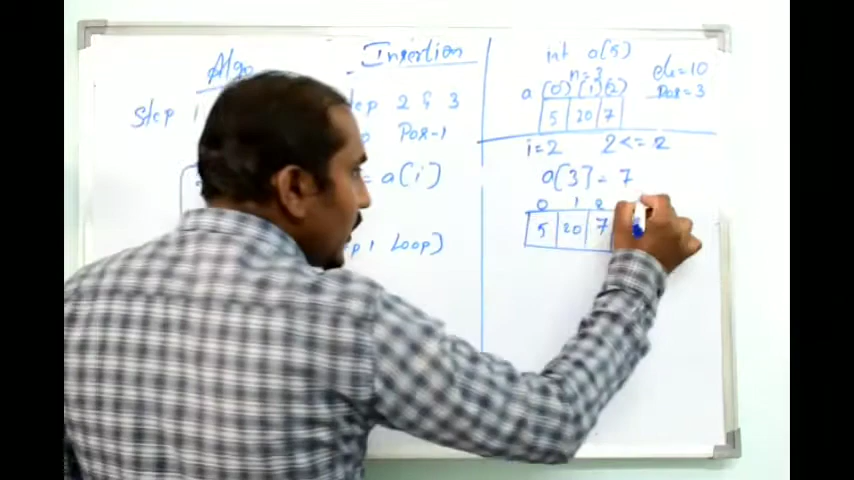 Algo
Step 1
Insertion
2 & 3
Pos-1
= a(i)
Loop)
int a(5)
n=3
ele=10
Pos=3
a (0) (1) (2)
5 20 7
i=2 2<=2
a[3]= 7
0 1 2
5 20 7